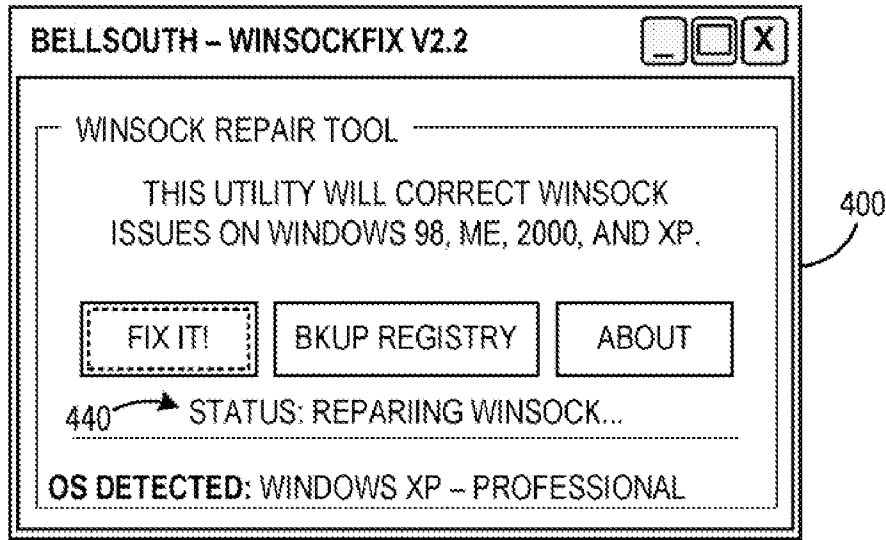 BELLSOUTH – WINSOCKFIX V2.2
_ X
WINSOCK REPAIR TOOL
THIS UTILITY WILL CORRECT WINSOCK
ISSUES ON WINDOWS 98, ME, 2000, AND XP.
400
FIX IT! BKUP REGISTRY ABOUT
440 STATUS: REPARIING WINSOCK...
OS DETECTED: WINDOWS XP – PROFESSIONAL